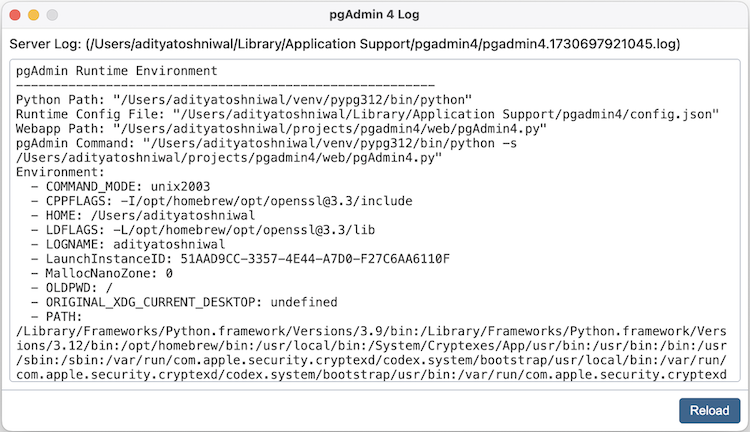 pgAdmin 4 Log
Server Log: (/Users/adityatoshniwal/Library/Application Support/pgadmin4/pgadmin4.1730697921045.log)
pgAdmin Runtime Environment
--------------------------------------------------------
Python Path: "/Users/adityatoshniwal/venv/pypg312/bin/python"
Runtime Config File: "/Users/adityatoshniwal/Library/Application Support/pgadmin4/config.json"
Webapp Path: "/Users/adityatoshniwal/projects/pgadmin4/web/pgAdmin4.py"
pgAdmin Command: "/Users/adityatoshniwal/venv/pypg312/bin/python -s
/Users/adityatoshniwal/projects/pgadmin4/web/pgAdmin4.py"
Environment:
- COMMAND_MODE: unix2003
- CPPFLAGS: -I/opt/homebrew/opt/openssl@3.3/include
- HOME: /Users/adityatoshniwal
- LDFLAGS: -L/opt/homebrew/opt/openssl@3.3/lib
- LOGNAME: adityatoshniwal
- LaunchInstanceID: 51AAD9CC-3357-4E44-A7D0-F27C6AA6110F
- MallocNanoZone: 0
- OLDPWD: /
- ORIGINAL_XDG_CURRENT_DESKTOP: undefined
- PATH:
/Library/Frameworks/Python.framework/Versions/3.9/bin:/Library/Frameworks/Python.framework/Vers
ions/3.12/bin:/opt/homebrew/bin:/usr/local/bin:/System/Cryptexes/App/usr/bin:/usr/bin:/bin:/usr
/sbin:/sbin:/var/run/com.apple.security.cryptexd/codex.system/bootstrap/usr/local/bin:/var/run/
com.apple.security.cryptexd/codex.system/bootstrap/usr/bin:/var/run/com.apple.security.cryptexd
Reload